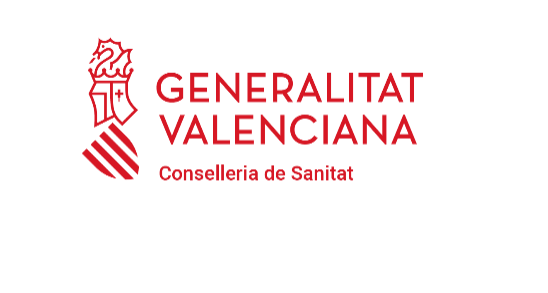 GENERALITAT
VALENCIANA
Conselleria de Sanitat